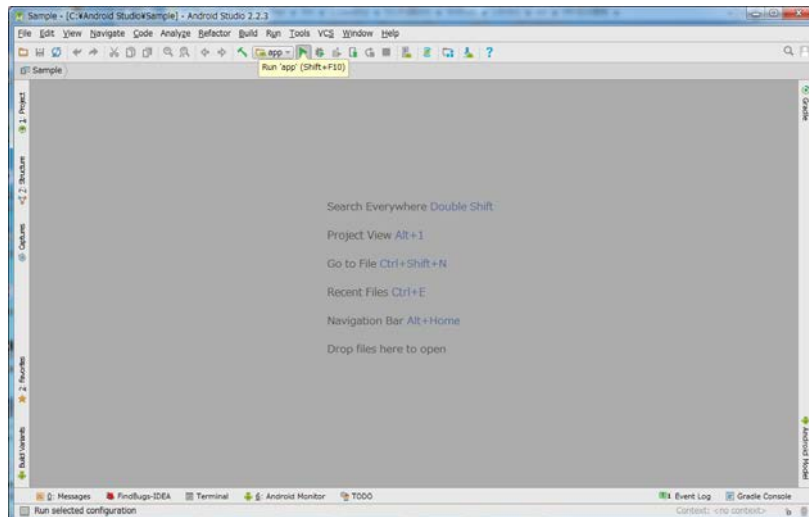 Sample - [C:¥Android Studio¥Sample] - Android Studio 2.2.3
File Edit View Navigate Code Analyze Refactor Build Run Tools VCS Window Help
app
Run 'app' (Shift+F10)
Sample
1: Project
Gradle
2: Structure
Captures
Search Everywhere Double Shift
Project View Alt+1
Go to File Ctrl+Shift+N
Recent Files Ctrl+E
Navigation Bar Alt+Home
Drop files here to open
2: Favorites
Build Variants
Android Model
0: Messages FindBugs-IDEA Terminal 6: Android Monitor TODO Event Log Gradle Console
Run selected configuration Context: <no context>